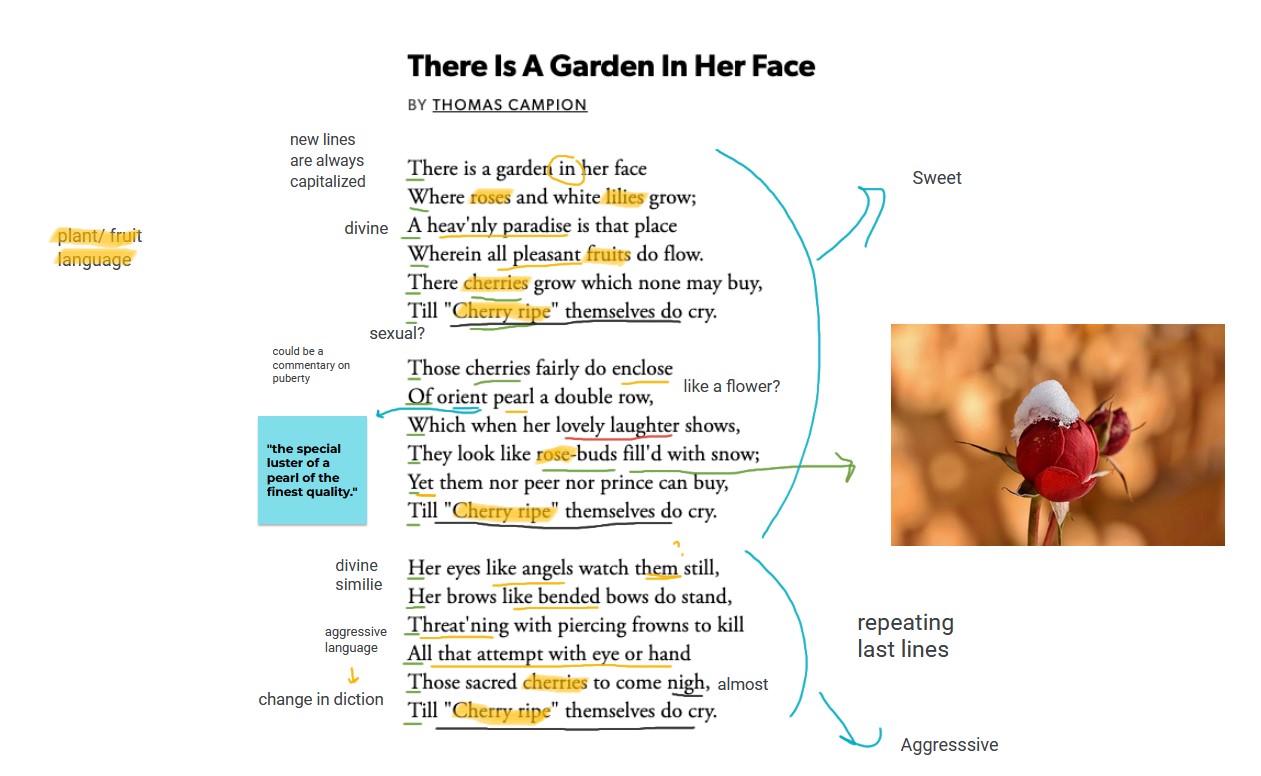 There Is A Garden In Her Face
BY THOMAS CAMPION
new lines
are always
capitalized
There is a garden in her face
Where roses and white lilies grow;
divine
A heav'nly paradise is that place
Wherein all pleasant fruits do flow.
There cherries grow which none may buy,
Till "Cherry ripe" themselves do cry.
Sweet
plant/ fruit
language
sexual?
could be a
commentary on
puberty
Those cherries fairly do enclose
like a flower?
Of orient pearl a double row,
Which when her lovely laughter shows,
They look like rose-buds fill'd with snow;
Yet them nor peer nor prince can buy,
Till "Cherry ripe" themselves do cry.
"the special
luster of a
pearl of the
finest quality."
?
divine
similie
Her eyes like angels watch them still,
Her brows like bended bows do stand,
aggressive
language
Threat'ning with piercing frowns to kill
All that attempt with eye or hand
change in diction
Those sacred cherries to come nigh, almost
Till "Cherry ripe" themselves do cry.
repeating
last lines
Aggresssive